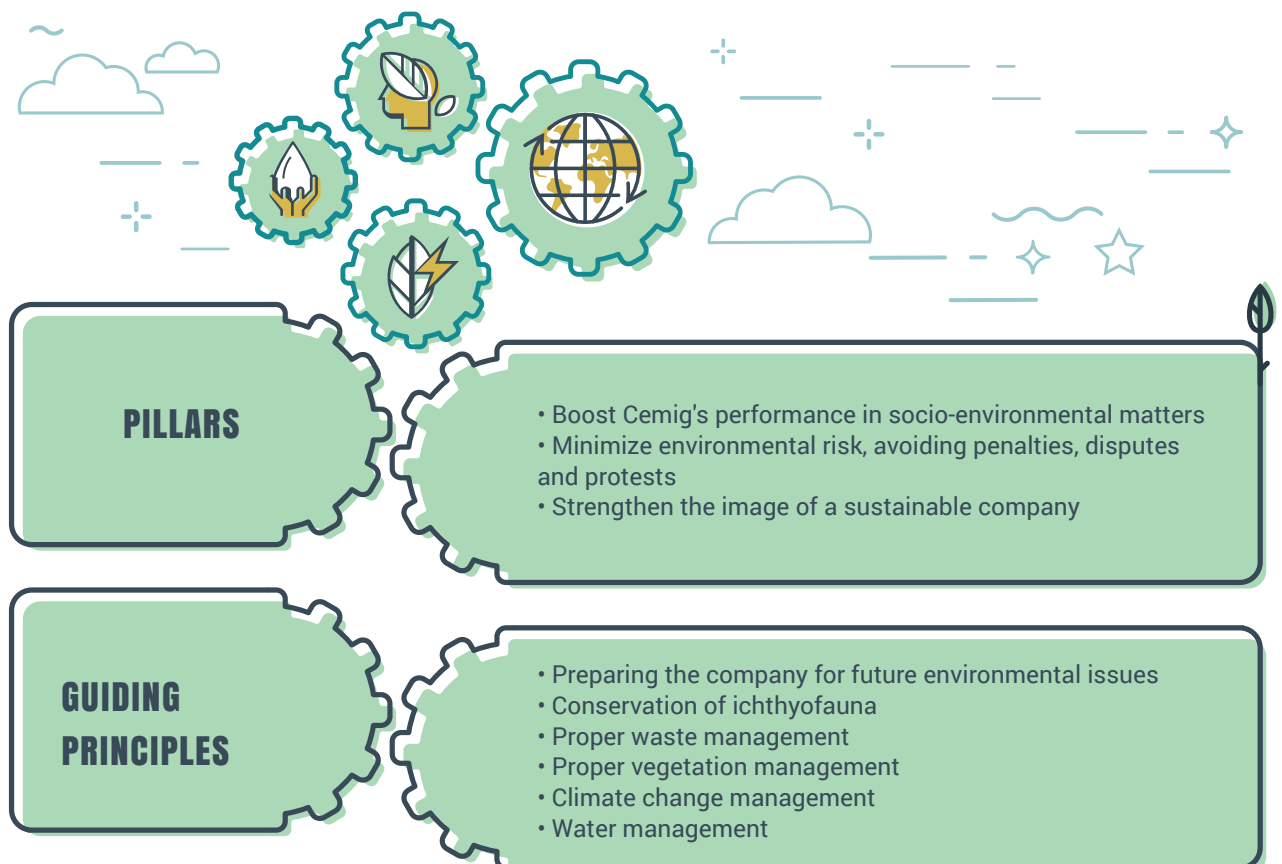 PILLARS
• Boost Cemig's performance in socio-environmental matters
• Minimize environmental risk, avoiding penalties, disputes
and protests
• Strengthen the image of a sustainable company
GUIDING
PRINCIPLES
• Preparing the company for future environmental issues
• Conservation of ichthyofauna
• Proper waste management
• Proper vegetation management
• Climate change management
• Water management